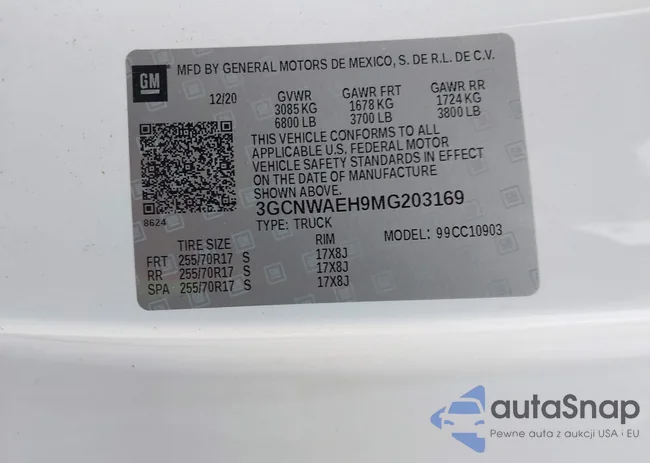 GM
MFD BY GENERAL MOTORS DE MEXICO, S. DE R.L. DE C.V.
12/20 GVWR GAWR FRT GAWR RR
3085 KG 1678 KG 1724 KG
6800 LB 3700 LB 3800 LB
THIS VEHICLE CONFORMS TO ALL
APPLICABLE U.S. FEDERAL MOTOR
VEHICLE SAFETY STANDARDS IN EFFECT
ON THE DATE OF MANUFACTURE
SHOWN ABOVE.
8624
3GCNWAEH9MG203169
TYPE: TRUCK MODEL: 99CC10903
TIRE SIZE RIM
FRT 255/70R17 S 17X8J
RR 255/70R17 S 17X8J
SPA 255/70R17 S 17X8J
autaSnap
Pewne auta z aukcji USA i EU